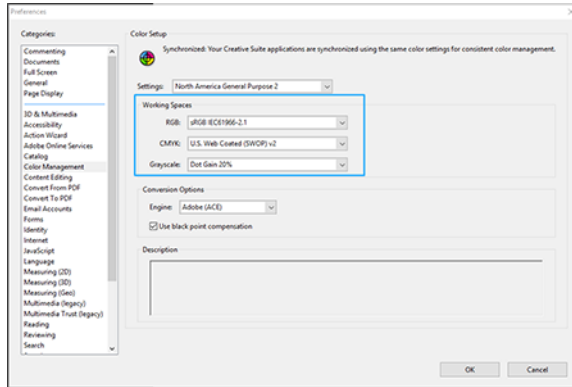 Preferences
Categories:
Commenting
Documents
Full Screen
General
Page Display
3D & Multimedia
Accessibility
Action Wizard
Adobe Online Services
Catalog
Color Management
Content Editing
Convert From PDF
Convert To PDF
Email Accounts
Forms
Identity
Internet
JavaScript
Language
Measuring (2D)
Measuring (3D)
Measuring (Geo)
Multimedia (legacy)
Multimedia Trust (legacy)
Reading
Reviewing
Search
Color Setup
Synchronized: Your Creative Suite applications are synchronized using the same color settings for consistent color management.
Settings: North America General Purpose 2
Working Spaces
RGB: sRGB IEC61966-2.1
CMYK: U.S. Web Coated (SWOP) v2
Grayscale: Dot Gain 20%
Conversion Options
Engine: Adobe (ACE)
Use black point compensation
Description
OK Cancel